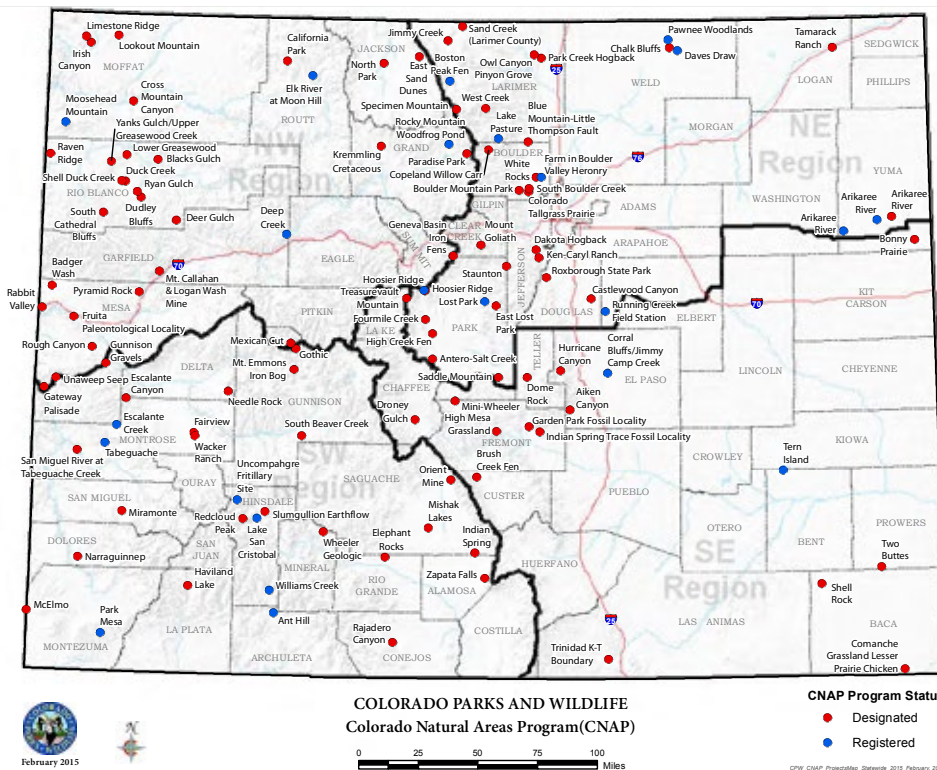 Limestone Ridge
Irish
Canyon
Lookout Mountain
MOFFAT
California
Park
JACKSON
North
Park
Jimmy Creek
East
Sand
Dunes
Sand Creek
(Larimer County)
Boston
Peak Fen
Owl Canyon
Pinyon Grove
Park Creek Hogback
LARIMER
25
Pawnee Woodlands
Chalk Bluffs
Daves Draw
WELD
Tamarack
Ranch
SEDGWICK
LOGAN
PHILLIPS
Elk River
at Moon Hill
ROUTT
Cross
Mountain
Canyon
Moosehead
Mountain
Yanks Gulch/Upper
Greasewood Creek
Lower Greasewood
Blacks Gulch
Raven
Ridge
Duck Creek
Shell Duck Creek
Ryan Gulch
RIO BLANCO
Dudley
Bluffs
South
Cathedral
Bluffs
Deer Gulch
NW
Region
Specimen Mountain
West Creek
Rocky Mountain
Woodfrog Pond
GRAND
Lake
Pasture
Blue
Mountain-Little
Thompson Fault
Kremmling
Cretaceous
Paradise Park
Copeland Willow Carr
BOULDER
White
Rocks
Farm in Boulder
Valley Heronry
Boulder Mountain Park
South Boulder Creek
Colorado
Tallgrass Prairie
GILPIN
MORGAN
76
NE
Region
YUMA
WASHINGTON
ADAMS
Arikaree
River
Arikaree
River
Bonny
Prairie
Deep
Creek
GARFIELD
70
EAGLE
SUMMIT
Geneva Basin
Iron
Fens
CLEAR
CREEK
Mount
Goliath
Dakota Hogback
Ken-Caryl Ranch
ARAPAHOE
Staunton
JEFFERSON
Roxborough State Park
Castlewood Canyon
DOUGLAS
Running Creek
Field Station
ELBERT
70
KIT
CARSON
Badger
Wash
Pyramid Rock
Mt. Callahan
& Logan Wash
Mine
Rabbit
Valley
MESA
Fruita
Paleontological Locality
Rough Canyon
Gunnison
Gravels
PITKIN
Hoosier Ridge
Treasurevault
Mountain
Hoosier Ridge
Lost Park
Fourmile Creek
LAKE
High Creek Fen
PARK
East Lost
Park
Antero-Salt Creek
Saddle Mountain
TELLER
Dome
Rock
Hurricane
Canyon
Corral
Bluffs/Jimmy
Camp Creek
EL PASO
Aiken
Canyon
LINCOLN
CHEYENNE
Mexican Cut
Gothic
Mt. Emmons
Iron Bog
DELTA
Unaweep Seep
Gateway
Palisade
Escalante
Canyon
Needle Rock
GUNNISON
CHAFFEE
Droney
Gulch
Mini-Wheeler
High Mesa
Grassland
Garden Park Fossil Locality
FREMONT
Indian Spring Trace Fossil Locality
Escalante
Creek
Tabeguache
MONTROSE
Fairview
Wacker
Ranch
South Beaver Creek
San Miguel River at
Tabeguache Creek
OURAY
Uncompahgre
Fritillary
Site
HINSDALE
SW
Region
SAGUACHE
Orient
Mine
Brush
Creek Fen
CUSTER
PUEBLO
CROWLEY
KIOWA
Tern
Island
SAN MIGUEL
Miramonte
Redcloud
Peak
Lake
San
Cristobal
Slumgullion Earthflow
Wheeler
Geologic
Elephant
Rocks
Mishak
Lakes
Indian
Spring
OTERO
BENT
PROWERS
DOLORES
Narraguinnep
SAN
JUAN
Haviland
Lake
MINERAL
Williams Creek
RIO
GRANDE
Zapata Falls
ALAMOSA
HUERFANO
SE
Region
Two
Buttes
Shell
Rock
McElmo
Park
Mesa
MONTEZUMA
LA PLATA
Ant Hill
ARCHULETA
Rajadero
Canyon
CONEJOS
COSTILLA
25
Trinidad K-T
Boundary
LAS ANIMAS
BACA
Comanche
Grassland Lesser
Prairie Chicken
February 2015
N
COLORADO PARKS AND WILDLIFE
Colorado Natural Areas Program(CNAP)
0 25 50 75 100
Miles
CNAP Program Statu
Designated
Registered